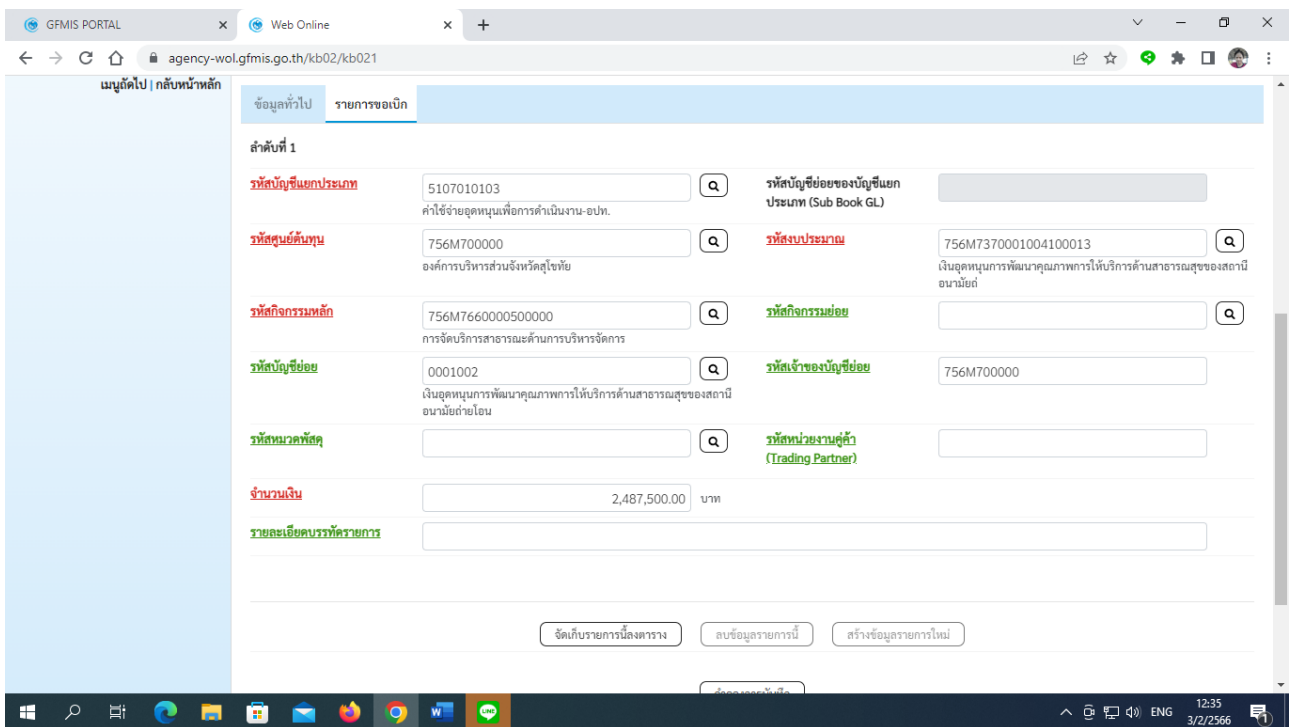 GFMIS PORTAL
Web Online
agency-wol.gfmis.go.th/kb02/kb021
เมนูถัดไป | กลับหน้าหลัก
ข้อมูลทั่วไป รายการขอเบิก
ลำดับที่ 1
รหัสบัญชีแยกประเภท 5107010103 รหัสบัญชีย่อยของบัญชีแยก
ค่าใช้จ่ายอุดหนุนเพื่อการดำเนินงาน-อปท. ประเภท (Sub Book GL)
รหัสศูนย์ต้นทุน 756M700000 รหัสงบประมาณ 756M7370001004100013
องค์การบริหารส่วนจังหวัดสุโขทัย เงินอุดหนุนการพัฒนาคุณภาพการให้บริการด้านสาธารณสุขของสถานี
อนามัยถ่
รหัสกิจกรรมหลัก 756M7660000500000 รหัสกิจกรรมย่อย
การจัดบริการสาธารณะด้านการบริหารจัดการ
รหัสบัญชีย่อย 0001002 รหัสเจ้าของบัญชีย่อย 756M700000
เงินอุดหนุนการพัฒนาคุณภาพการให้บริการด้านสาธารณสุขของสถานี
อนามัยถ่ายโอน
รหัสหมวดพัสดุ รหัสหน่วยงานคู่ค้า
(Trading Partner)
จำนวนเงิน 2,487,500.00 บาท
รายละเอียดบรรทัดรายการ
จัดเก็บรายการนี้ลงตาราง ลบข้อมูลรายการนี้ สร้างข้อมูลรายการใหม่
LINE
ENG
12:35
3/2/2566